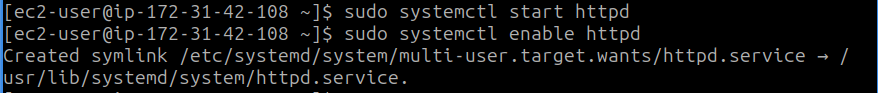 [ec2-user@ip-172-31-42-108 ~]$ sudo systemctl start httpd
[ec2-user@ip-172-31-42-108 ~]$ sudo systemctl enable httpd
Created symlink /etc/systemd/system/multi-user.target.wants/httpd.service → /
usr/lib/systemd/system/httpd.service.